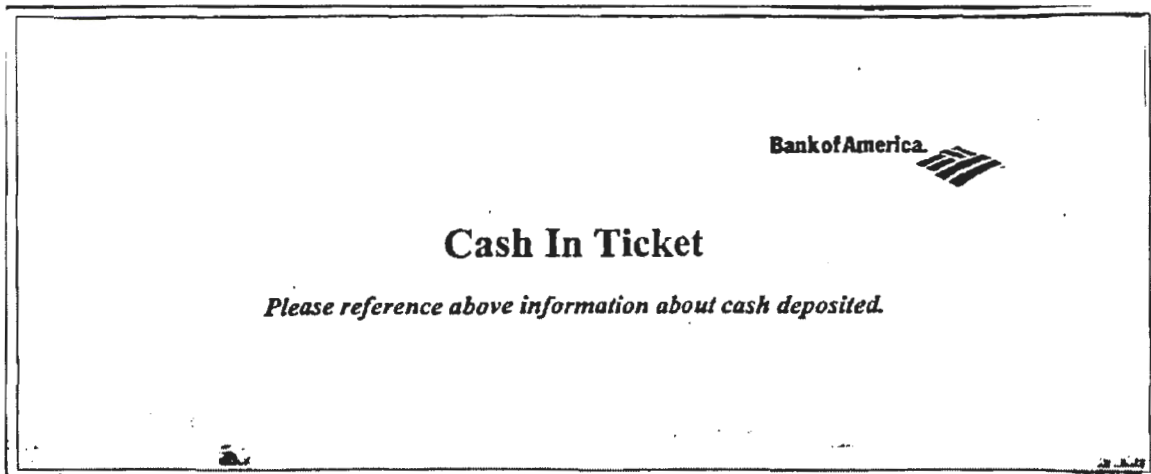 Bank of America.
Cash In Ticket
Please reference above information about cash deposited.